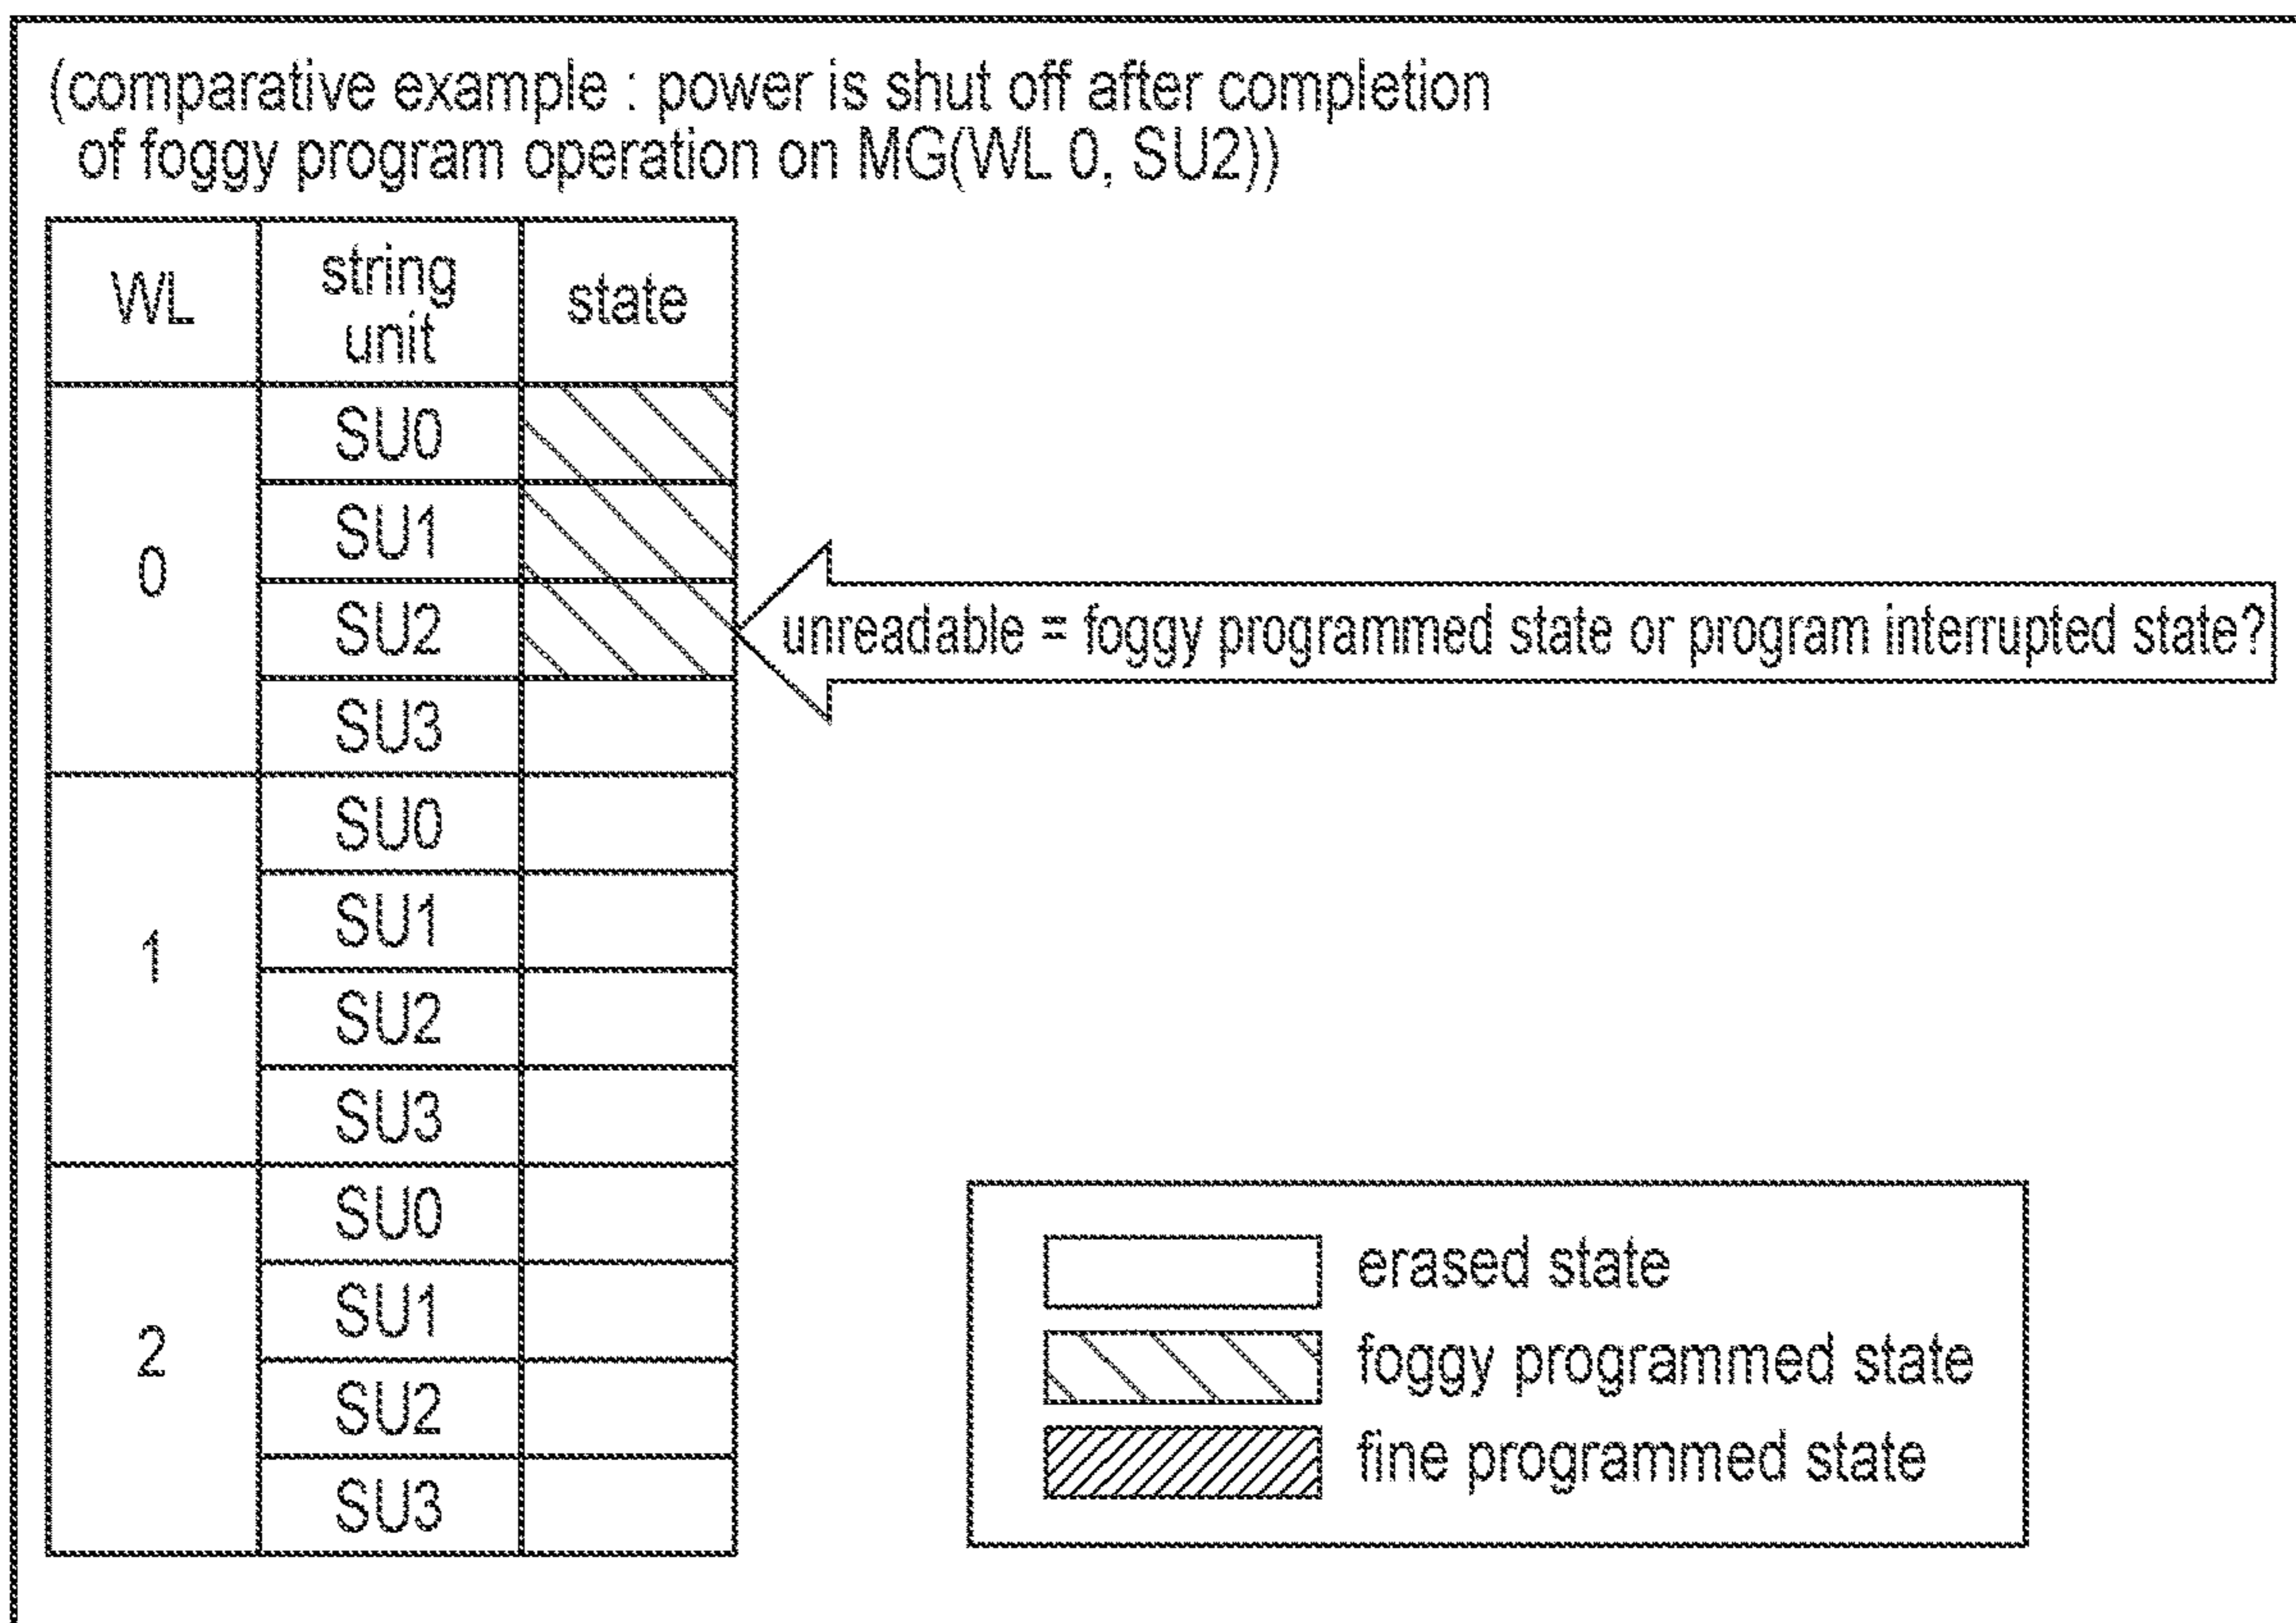 (comparative example : power is shut off after completion
of foggy program operation on MG(WL 0, SU2))
WL
string
unit
state
0
SU0
SU1
SU2
SU3
unreadable = foggy programmed state or program interrupted state?
1
SU0
SU1
SU2
SU3
2
SU0
SU1
SU2
SU3
erased state
foggy programmed state
fine programmed state